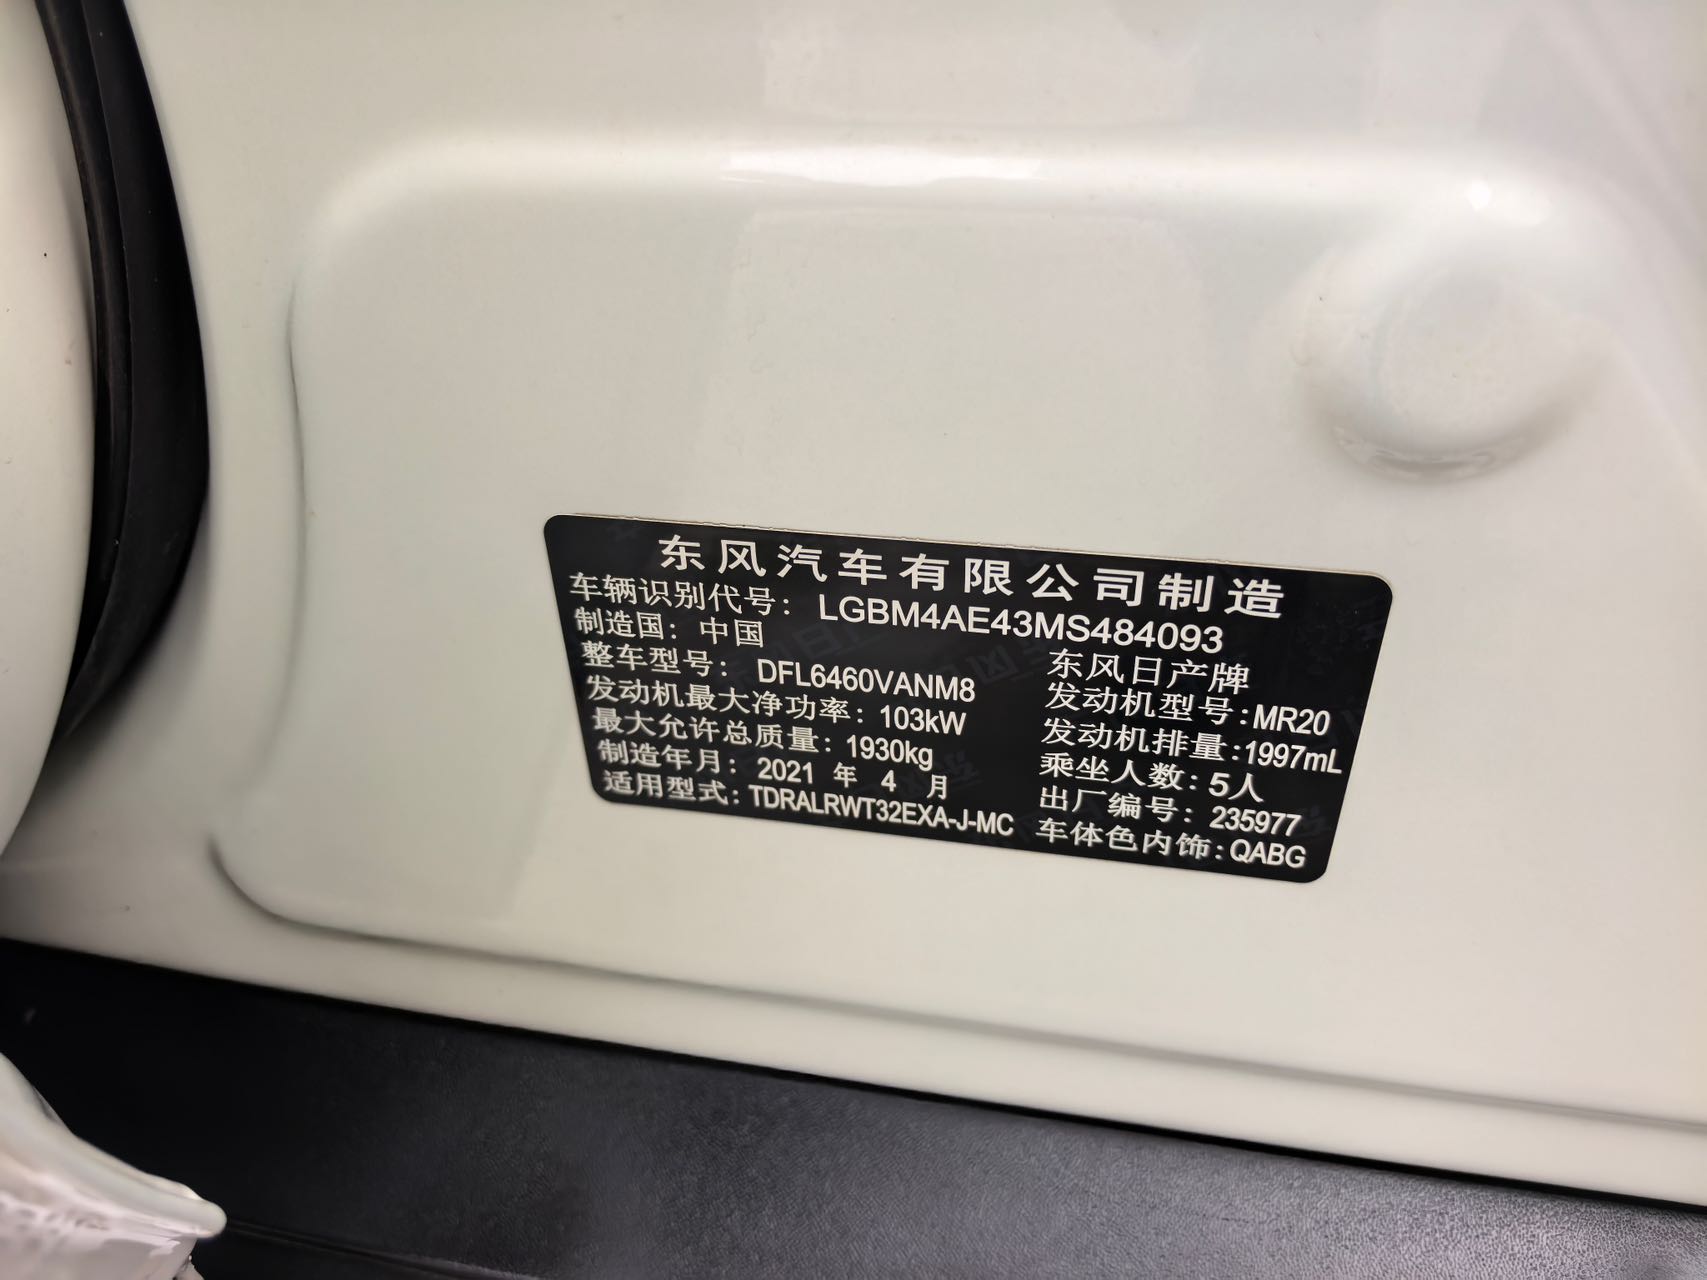 东风汽车有限公司制造
车辆识别代号：LGBM4AE43MS484093
制造国：中国 东风日产牌
整车型号：DFL6460VANM8 发动机型号：MR20
发动机最大净功率：103kW 发动机排量：1997mL
最大允许总质量：1930kg 乘坐人数：5人
制造年月：2021 年 4 月 出厂编号：235977
适用型式：TDRALRWT32EXA-J-MC 车体色内饰：QABG